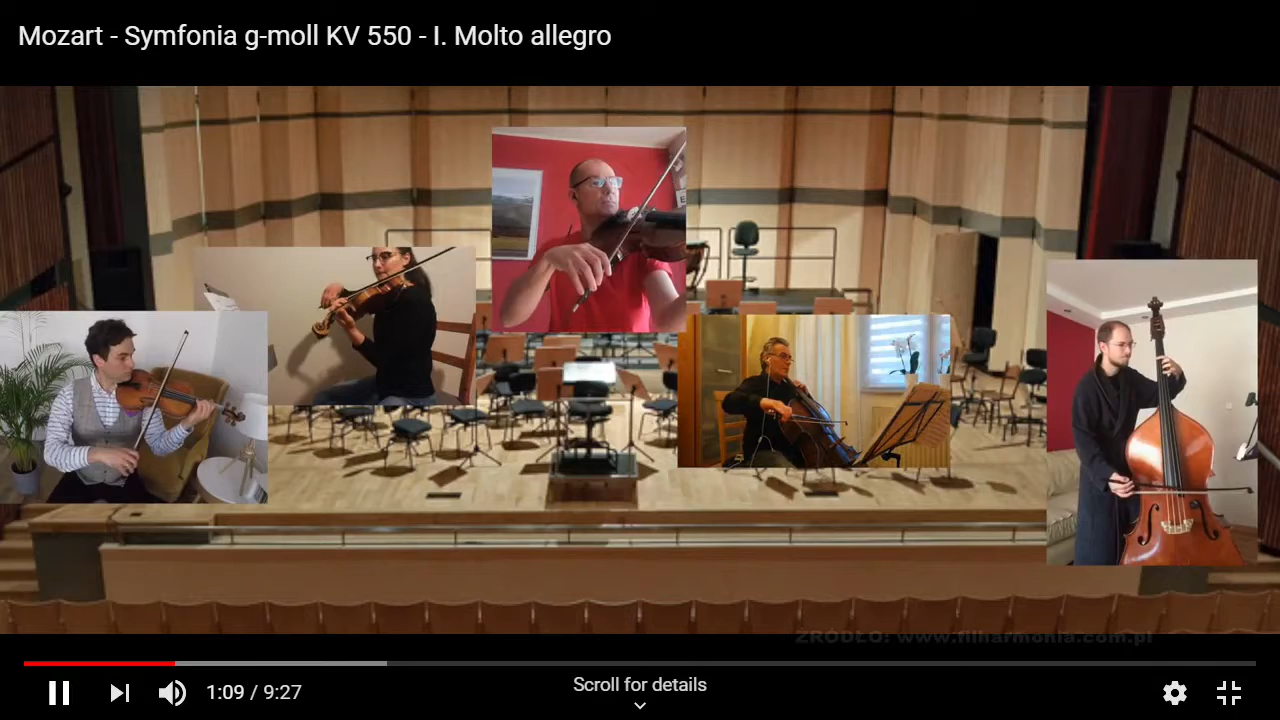 Mozart - Symfonia g-moll KV 550 - I. Molto allegro
ŹRÓDŁO: www.filharmonia.com.pl
1:09 / 9:27
Scroll for details